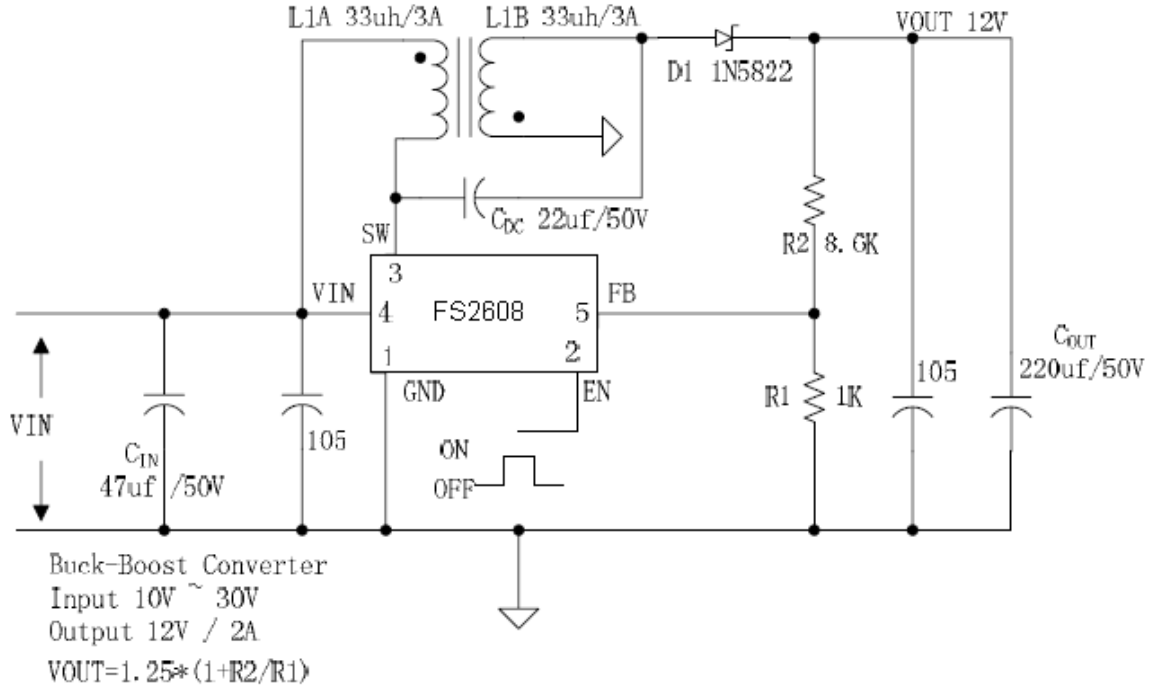 L1A 33uh/3A
L1B 33uh/3A
VOUT 12V
D1 1N5822
CDC 22uf/50V
SW
R2 8.6K
3
VIN
4
FS2608
5
FB
1
2
GND
EN
COUT
220uf/50V
105
R1 1K
VIN
105
CIN
47uf /50V
ON
OFF
Buck-Boost Converter
Input 10V ~ 30V
Output 12V / 2A
VOUT=1.25*(1+R2/R1)